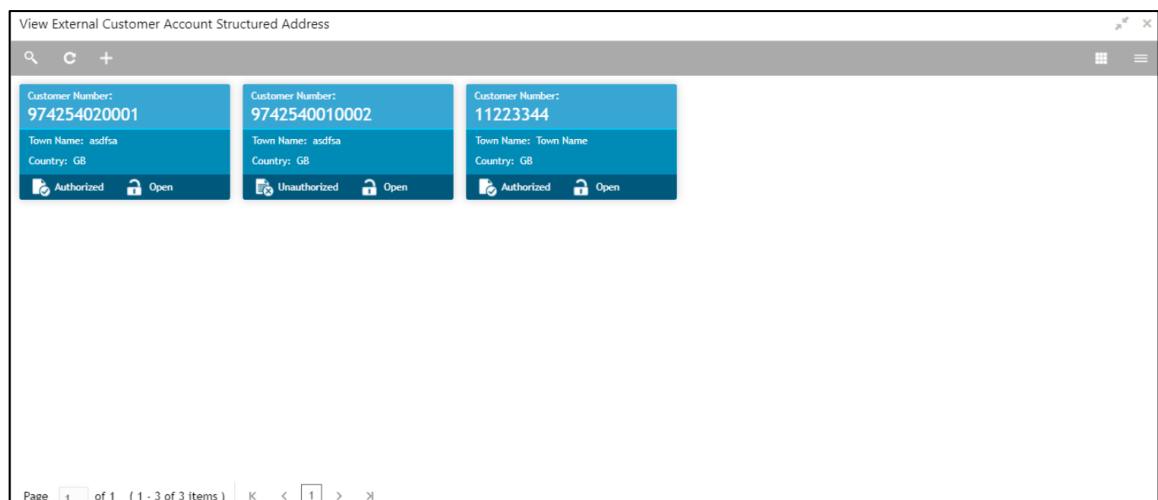 View External Customer Account Structured Address
Customer Number:
974254020001
Town Name: asdfsa
Country: GB
Authorized Open
Customer Number:
9742540010002
Town Name: asdfsa
Country: GB
Unauthorized Open
Customer Number:
11223344
Town Name: Town Name
Country: GB
Authorized Open
Page 1 of 1 ( 1 - 3 of 3 items ) 1